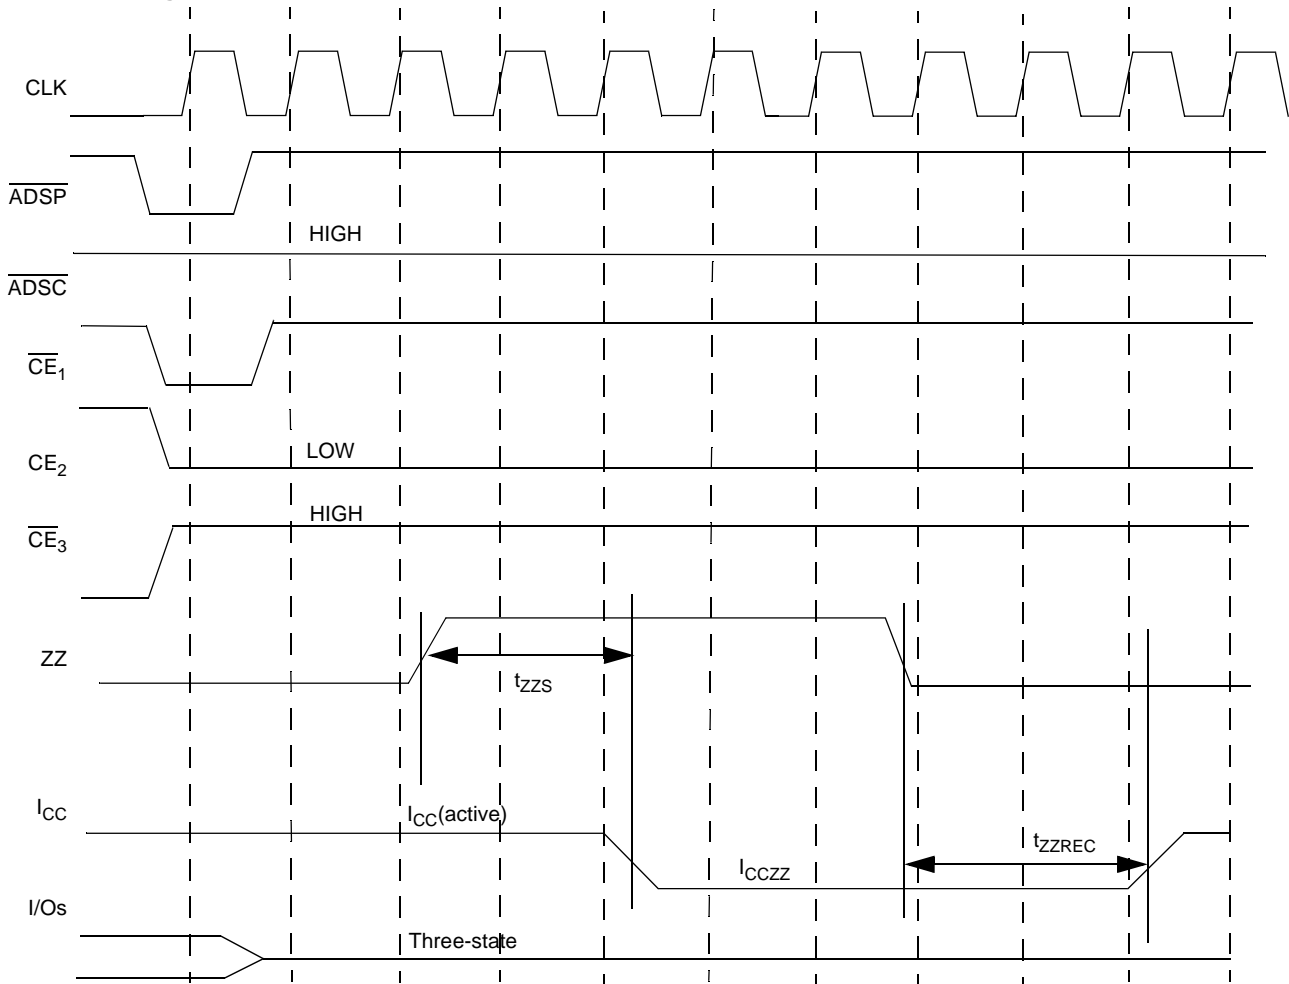 CLK
ADSP
HIGH
ADSC
CE1
LOW
CE2
HIGH
CE3
ZZ
tZZS
ICC
ICC(active)
tZZREC
ICCZZ
I/Os
Three-state